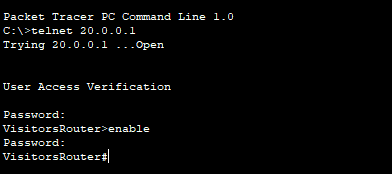 Packet Tracer PC Command Line 1.0
C:\>telnet 20.0.0.1
Trying 20.0.0.1 ...Open
User Access Verification
Password:
VisitorsRouter>enable
Password:
VisitorsRouter#